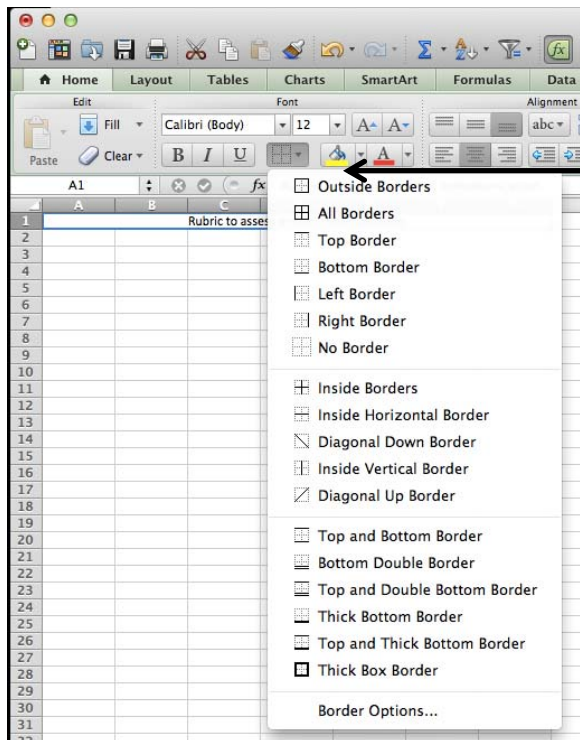 fx
Home Layout Tables Charts SmartArt Formulas Data
Edit Font Alignment
Paste Fill Calibri (Body) 12 A A abc
Clear B I U A
A1 fx
A B C
1 Rubric to asses
2
3
4
5
6
7
8
9
10
11
12
13
14
15
16
17
18
19
20
21
22
23
24
25
26
27
28
29
30
31
Outside Borders
All Borders
Top Border
Bottom Border
Left Border
Right Border
No Border
Inside Borders
Inside Horizontal Border
Diagonal Down Border
Inside Vertical Border
Diagonal Up Border
Top and Bottom Border
Bottom Double Border
Top and Double Bottom Border
Thick Bottom Border
Top and Thick Bottom Border
Thick Box Border
Border Options...